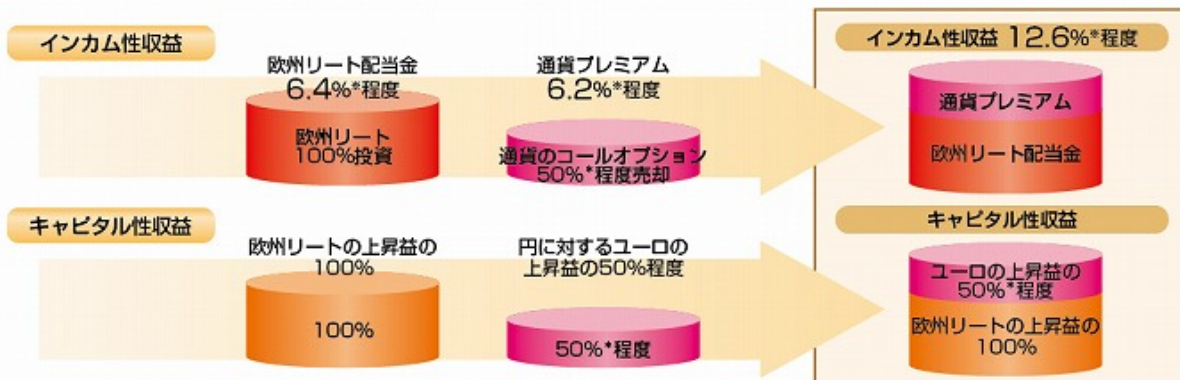 インカム性収益
欧州リート配当金
6.4%*程度
欧州リート
100%投資
通貨プレミアム
6.2%*程度
通貨のコールオプション
50%*程度売却
インカム性収益 12.6%*程度
通貨プレミアム
欧州リート配当金
キャピタル性収益
欧州リートの上昇益の
100%
100%
円に対するユーロの
上昇益の50%程度
50%*程度
キャピタル性収益
ユーロの上昇益の
50%*程度
欧州リートの上昇益の
100%